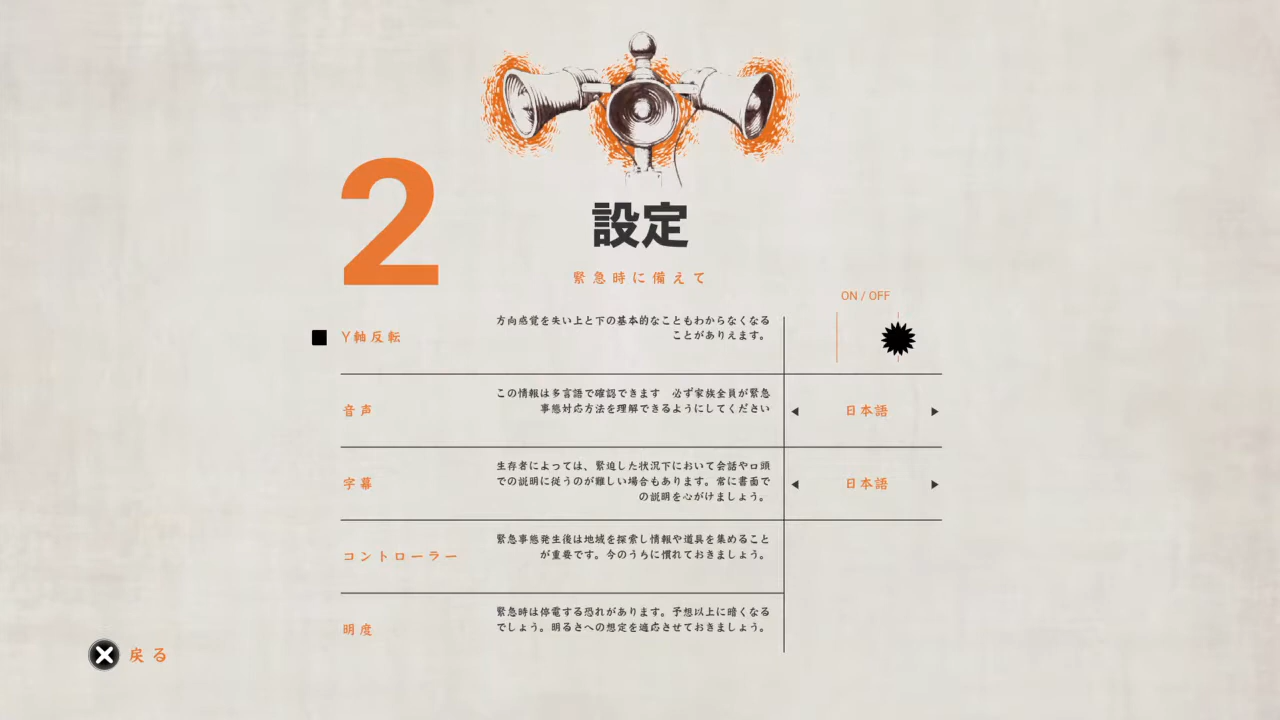 2
設定
緊急時に備えて
ON / OFF
Y軸反転
方向感覚を失い上と下の基本的なこともわからなくなる
ことがありえます。
音声
この情報は多言語で確認できます　必ず家族全員が緊急
事態対応方法を理解できるようにしてください
日本語
字幕
生存者によっては、緊迫した状況下において会話や口頭
での説明に従うのが難しい場合もあります。常に書面で
の説明を心がけましょう。
日本語
コントローラー
緊急事態発生後は地域を探索し情報や道具を集めること
が重要です。今のうちに慣れておきましょう。
明度
緊急時は停電する恐れがあります。予想以上に暗くなる
でしょう。明るさへの想定を適応させておきましょう。
戻る